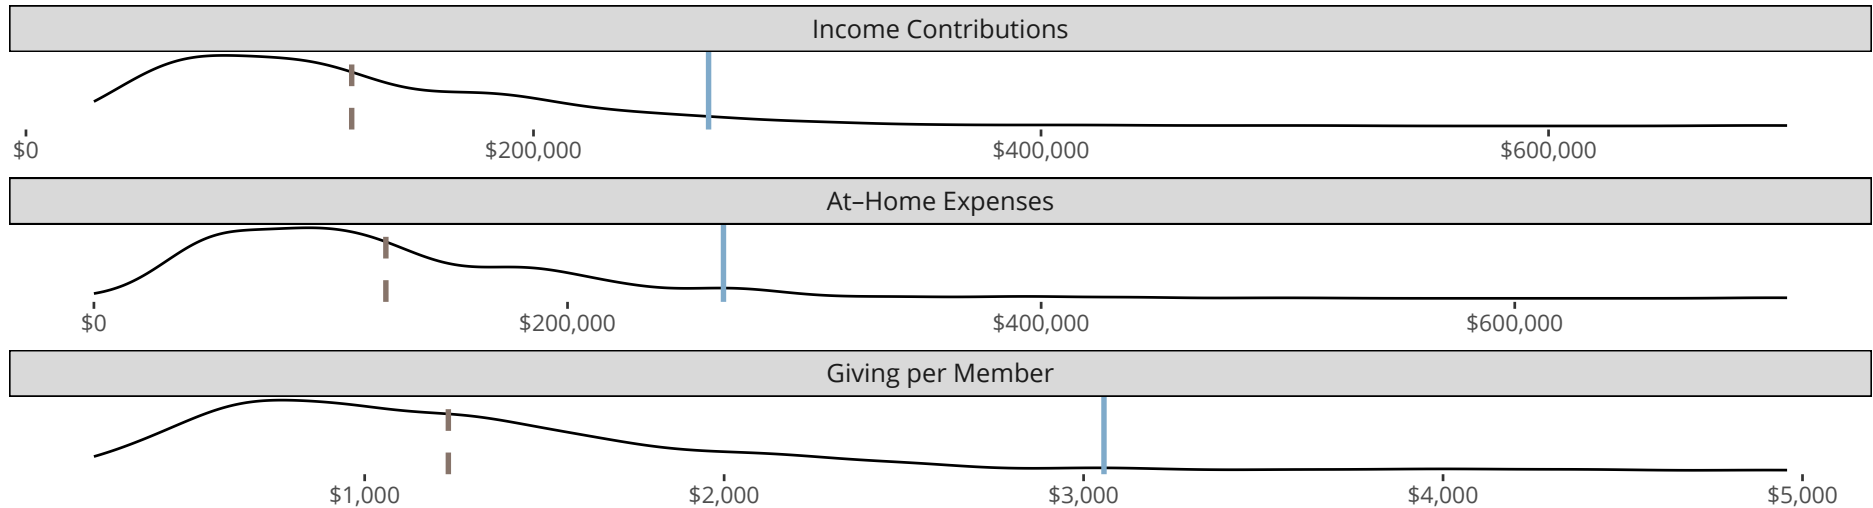 Income Contributions
$0 $200,000 $400,000 $600,000
At–Home Expenses
$0 $200,000 $400,000 $600,000
Giving per Member
$1,000 $2,000 $3,000 $4,000 $5,000